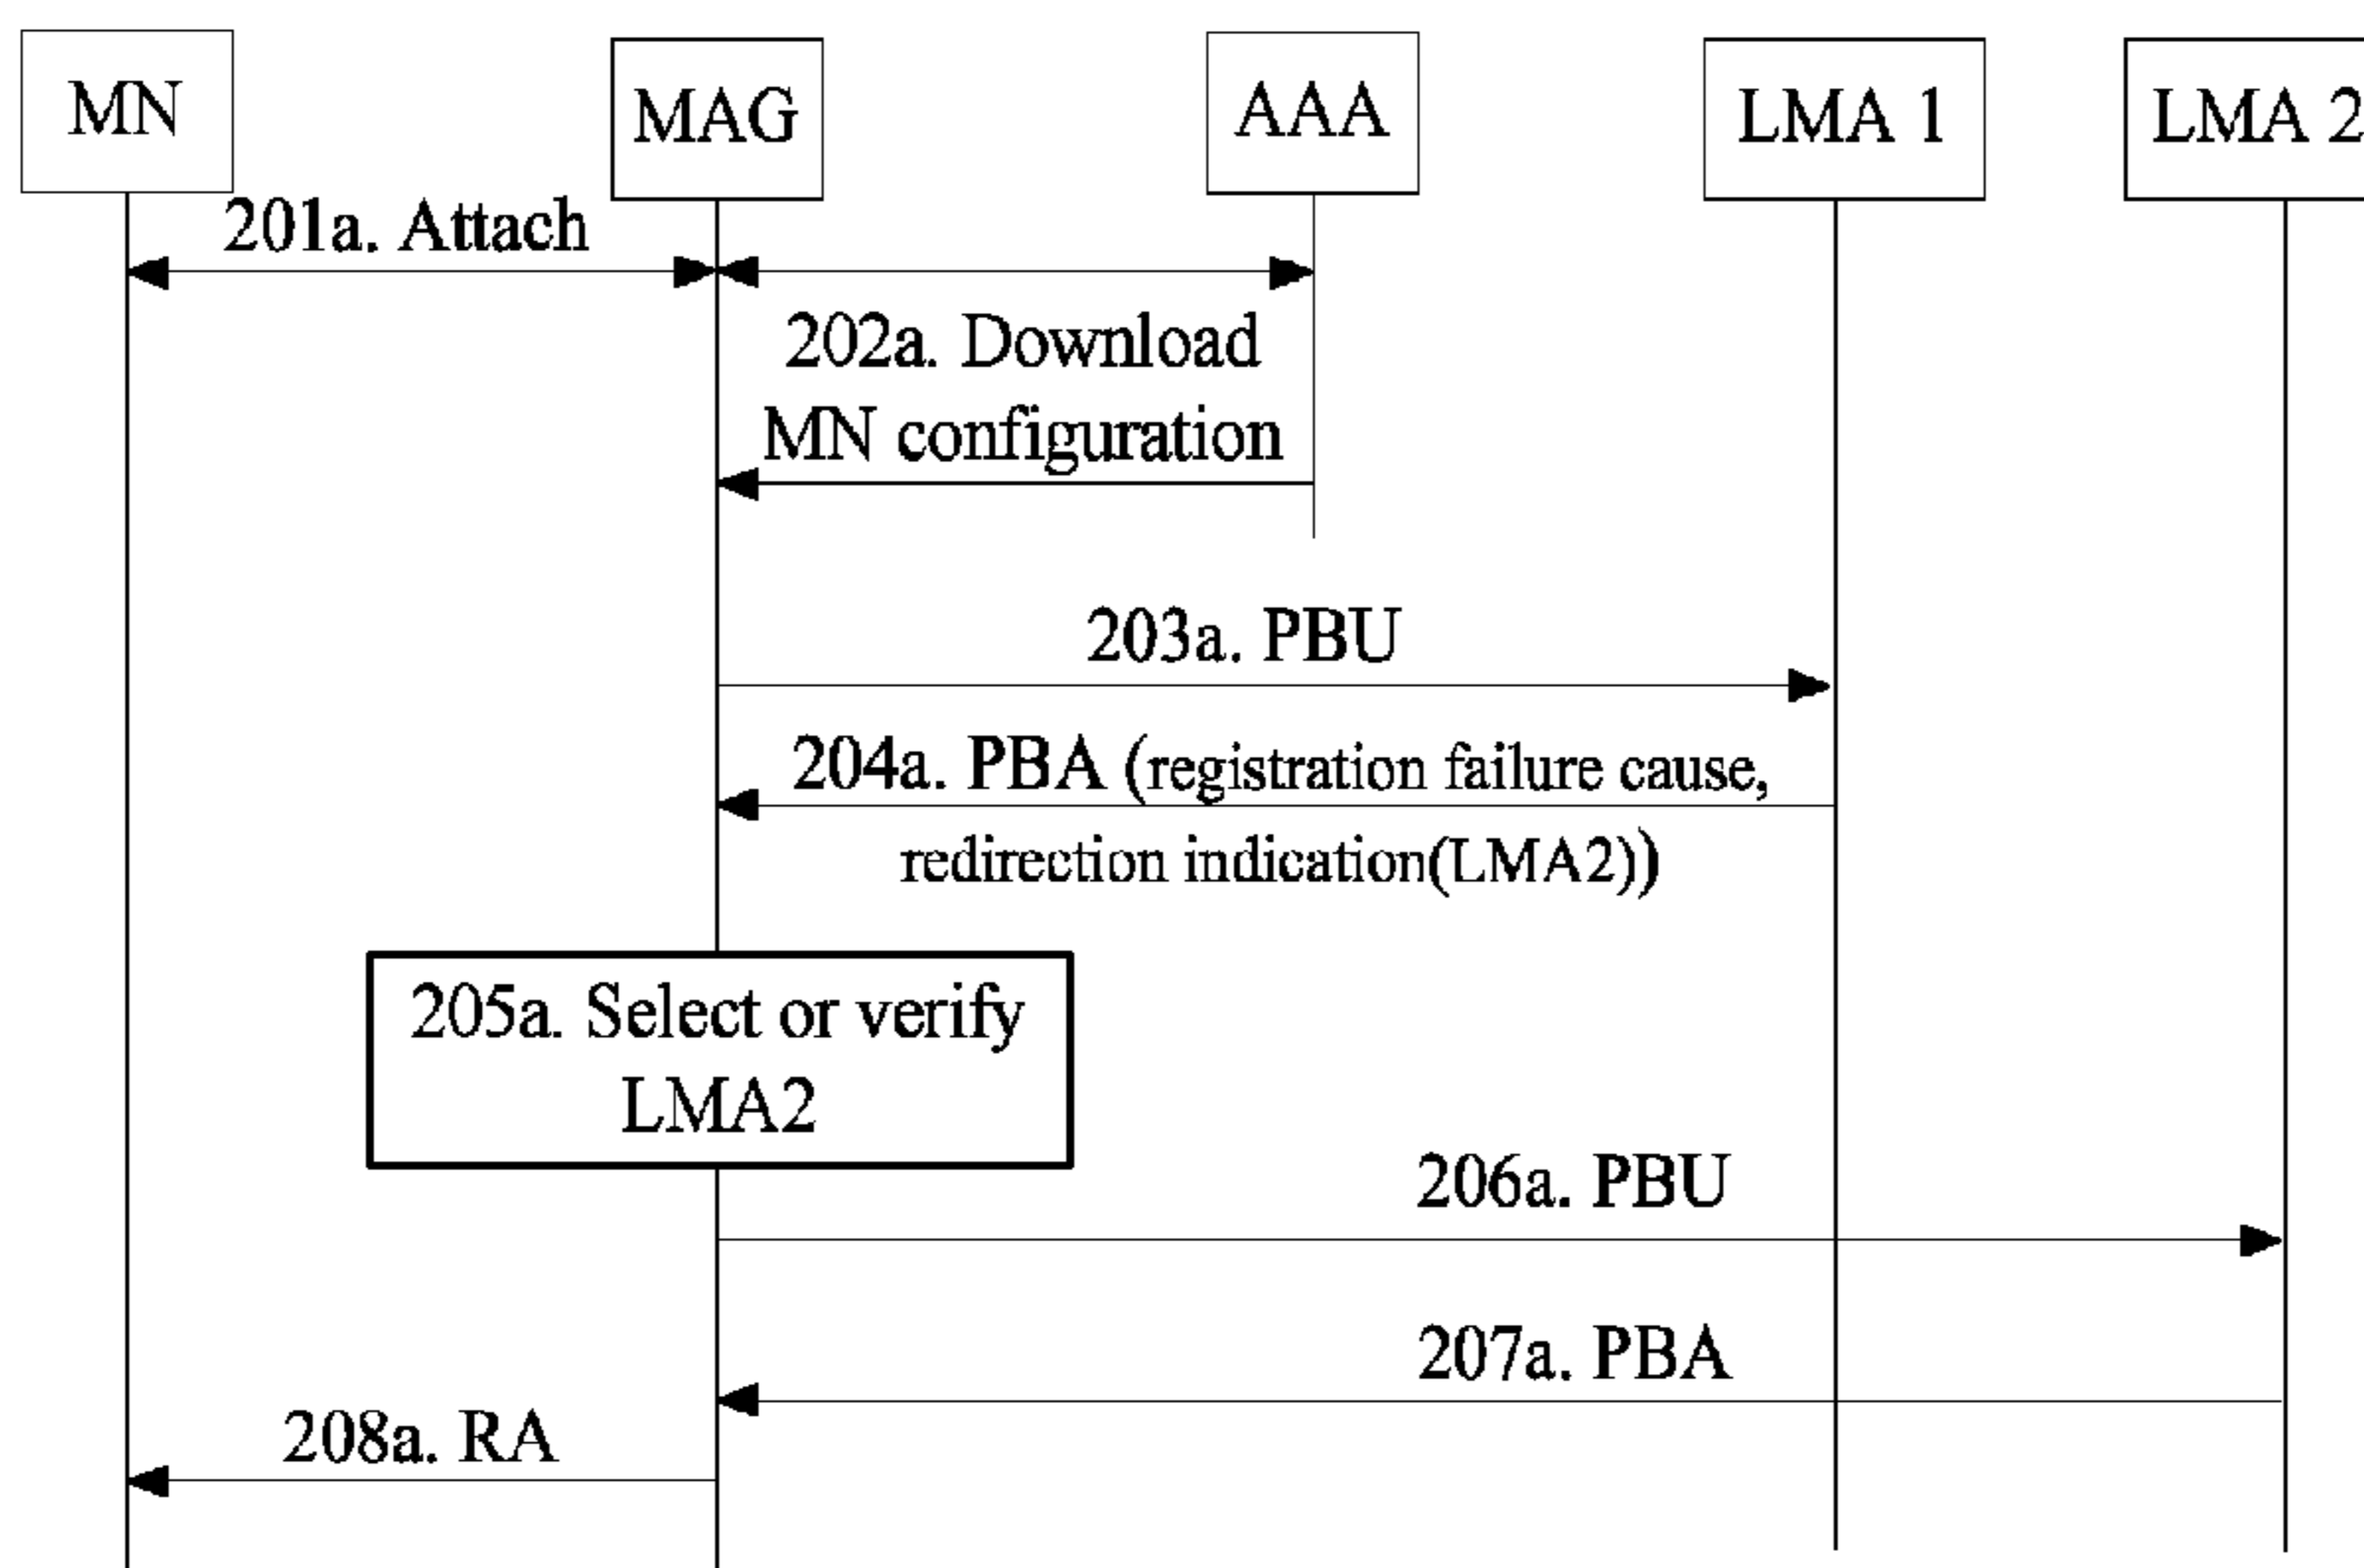 MN
MAG
AAA
LMA 1
LMA 2
201a. Attach
202a. Download
MN configuration
203a. PBU
204a. PBA (registration failure cause,
redirection indication(LMA2))
205a. Select or verify
LMA2
206a. PBU
207a. PBA
208a. RA